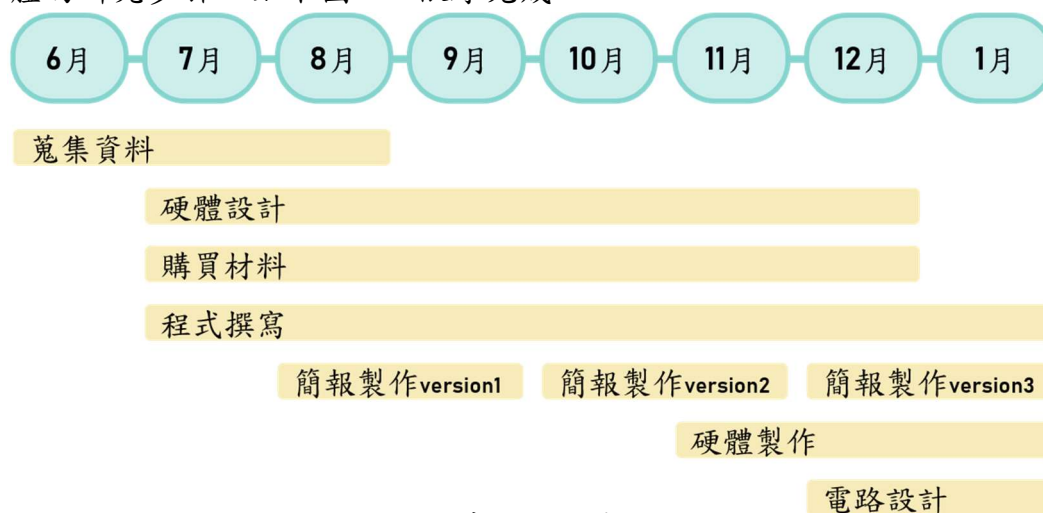 6月 7月 8月 9月 10月 11月 12月 1月
蒐集資料
硬體設計
購買材料
程式撰寫
簡報製作version1 簡報製作version2 簡報製作version3
硬體製作
電路設計